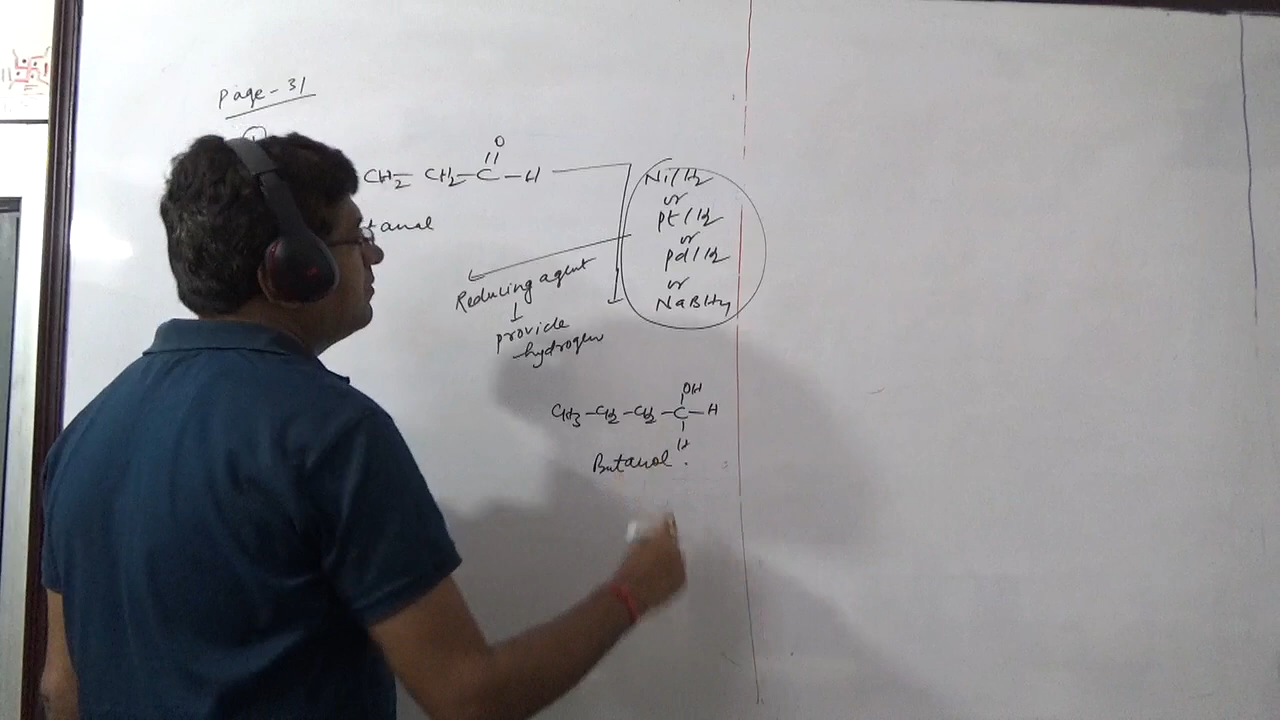 Page-31
O
CH2- CH2-C-H
tanal
Ni/H2
or
pt/H2
or
pd/H2
or
NaBH4
Reducing agent
provide
hydrogen
OH
CH3-CH2-CH2-C-H
H
Butanol.